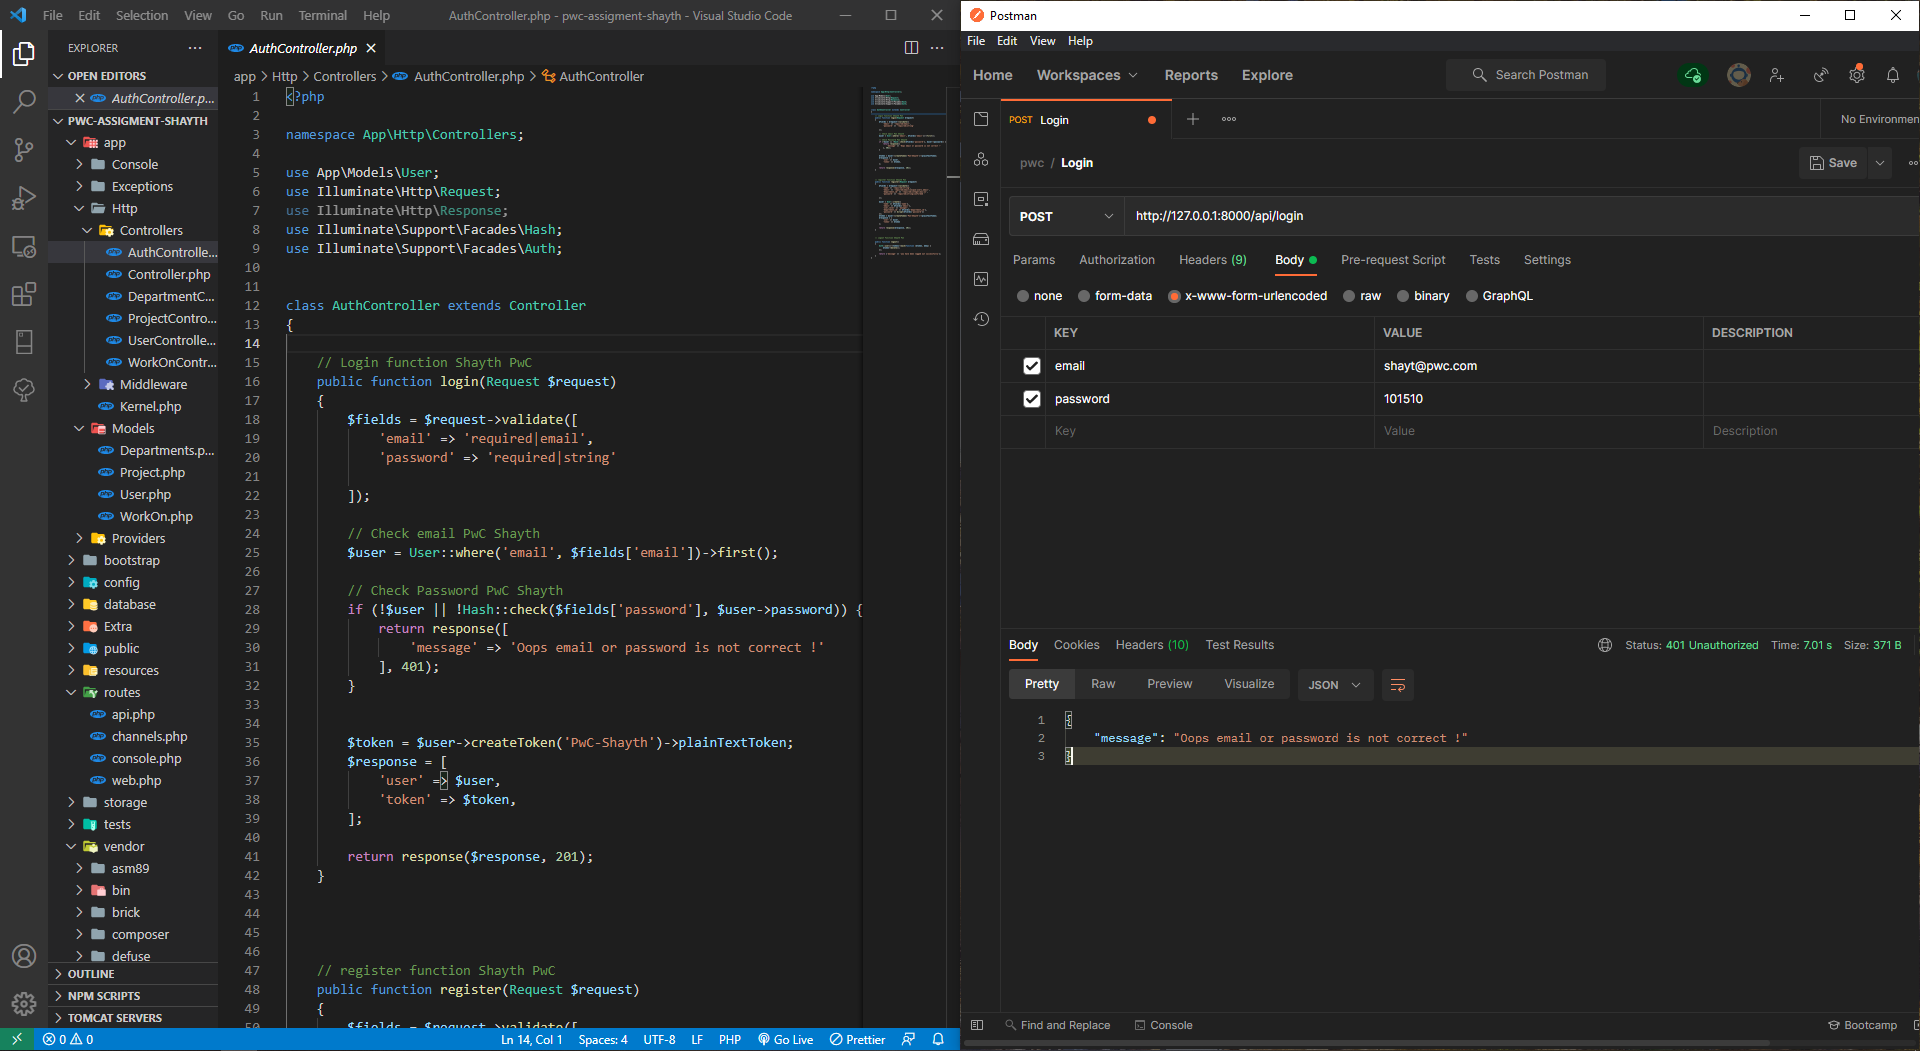 File Edit Selection View Go Run Terminal Help
AuthController.php - pwc-assigment-shayth - Visual Studio Code
EXPLORER
OPEN EDITORS
AuthController.p...
PWC-ASSIGMENT-SHAYTH
app
Console
Exceptions
Http
Controllers
AuthControlle...
Controller.php
DepartmentC...
ProjectContro...
UserControlle...
WorkOnContr...
Middleware
Kernel.php
Models
Departments.p...
Project.php
User.php
WorkOn.php
Providers
bootstrap
config
database
Extra
public
resources
routes
api.php
channels.php
console.php
web.php
storage
tests
vendor
asm89
bin
brick
composer
defuse
OUTLINE
NPM SCRIPTS
TOMCAT SERVERS
AuthController.php
app > Http > Controllers > AuthController.php > AuthController
1 <?php
2
3 namespace App\Http\Controllers;
4
5 use App\Models\User;
6 use Illuminate\Http\Request;
7 use Illuminate\Http\Response;
8 use Illuminate\Support\Facades\Hash;
9 use Illuminate\Support\Facades\Auth;
10
11
12 class AuthController extends Controller
13 {
14
15 // Login function Shayth PwC
16 public function login(Request $request)
17 {
18 $fields = $request->validate([
19 'email' => 'required|email',
20 'password' => 'required|string'
21
22 ]);
23
24 // Check email PwC Shayth
25 $user = User::where('email', $fields['email'])->first();
26
27 // Check Password PwC Shayth
28 if (!$user || !Hash::check($fields['password'], $user->password)) {
29 return response([
30 'message' => 'Oops email or password is not correct !'
31 ], 401);
32 }
33
34
35 $token = $user->createToken('PwC-Shayth')->plainTextToken;
36 $response = [
37 'user' => $user,
38 'token' => $token,
39 ];
40
41 return response($response, 201);
42 }
43
44
45
46
47 // register function Shayth PwC
48 public function register(Request $request)
49 {
50 $fields = $request->validate([
0 0
Ln 14, Col 1 Spaces: 4 UTF-8 LF PHP Go Live Prettier
Postman
File Edit View Help
Home Workspaces Reports Explore
Search Postman
POST Login
No Environmen
pwc / Login
Save
POST http://127.0.0.1:8000/api/login
Params Authorization Headers (9) Body Pre-request Script Tests Settings
none form-data x-www-form-urlencoded raw binary GraphQL
KEY VALUE DESCRIPTION
email shayt@pwc.com
password 101510
Key Value Description
Body Cookies Headers (10) Test Results
Status: 401 Unauthorized Time: 7.01 s Size: 371 B
Pretty Raw Preview Visualize JSON
1 {
2 "message": "Oops email or password is not correct !"
3 }
Find and Replace Console
Bootcamp